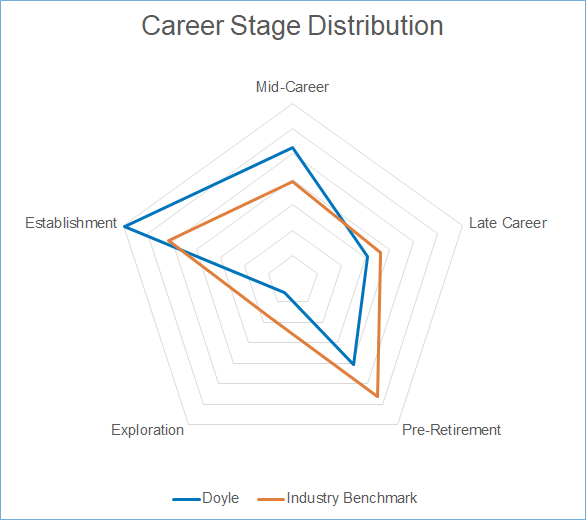 Career Stage Distribution
Mid-Career
Establishment
Late Career
Exploration
Pre-Retirement
Doyle
Industry Benchmark